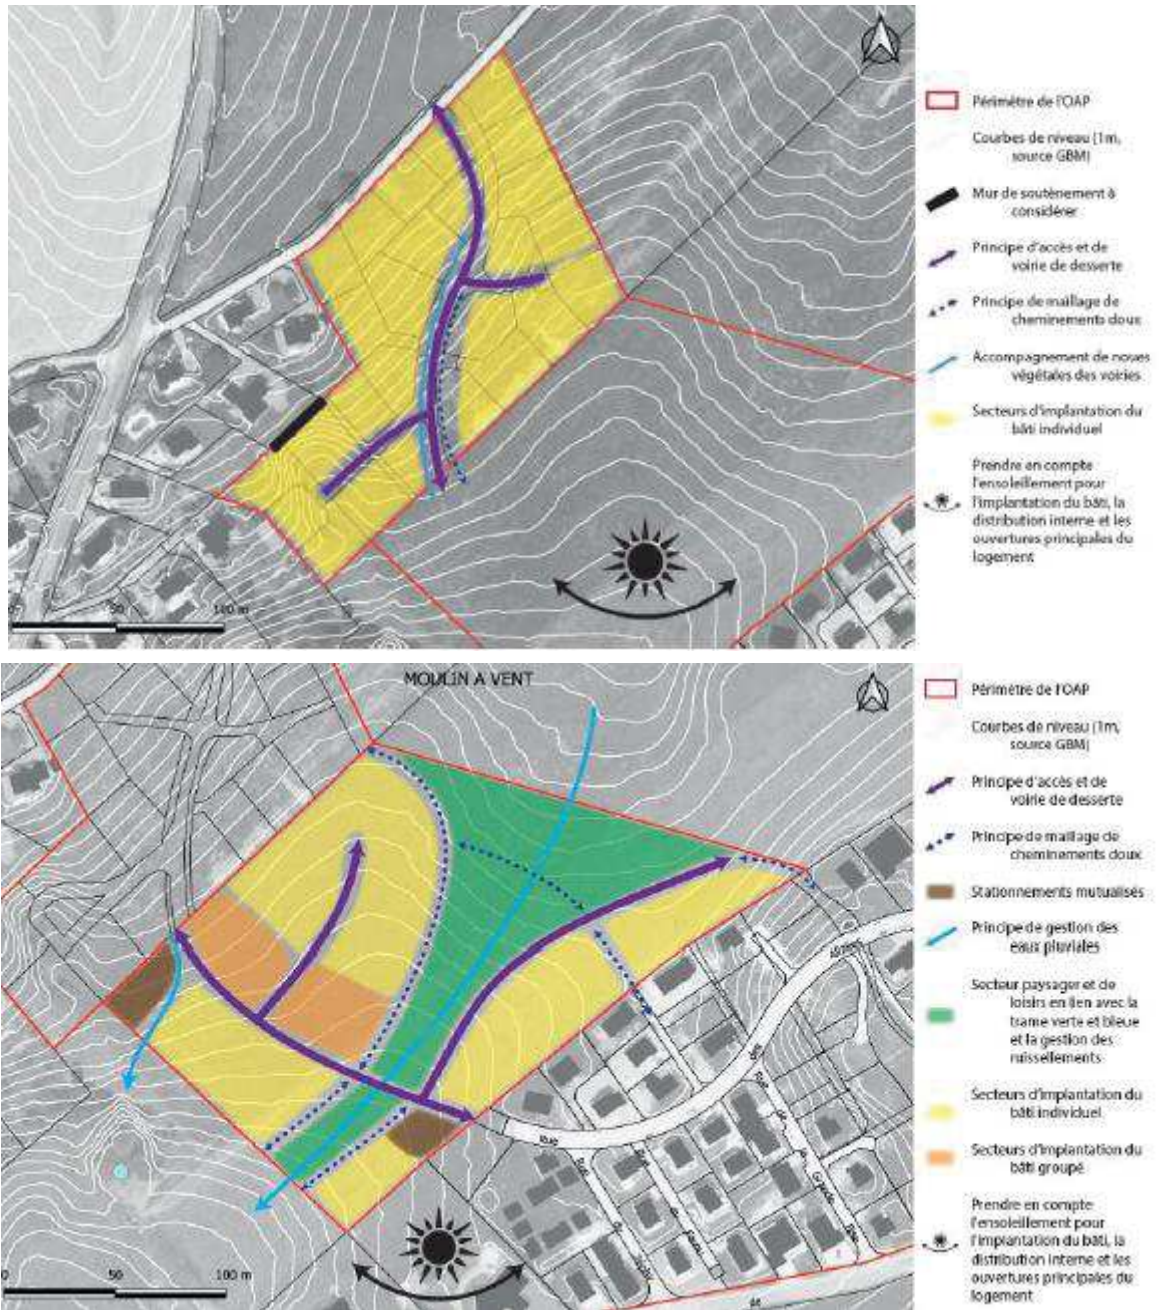 Périmètre de l'OAP
Courbes de niveau (1m,
source GBM)
Mur de soutènement à
considérer
Principe d'accès et de
voirie de desserte
Principe de maillage de
cheminements doux
Accompagnement de noues
végétales des voiries
Secteurs d'implantation du
bâti individuel
Prendre en compte
l'ensoleillement pour
l'implantation du bâti, la
distribution interne et les
ouvertures principales du
logement
50 100 m
MOULIN A VENT
Périmètre de l'OAP
Courbes de niveau (1m,
source GBM)
Principe d'accès et de
voirie de desserte
Principe de maillage de
cheminements doux
Stationnements mutualisés
Principe de gestion des
eaux pluviales
Secteur paysager et de
loisirs en lien avec la
trame verte et bleue
et la gestion des
ruissellements
Secteurs d'implantation du
bâti individuel
Secteurs d'implantation du
bâti groupé
Prendre en compte
l'ensoleillement pour
l'implantation du bâti, la
distribution interne et les
ouvertures principales du
logement
Rue
Rue
de
la
0 50 100 m
de